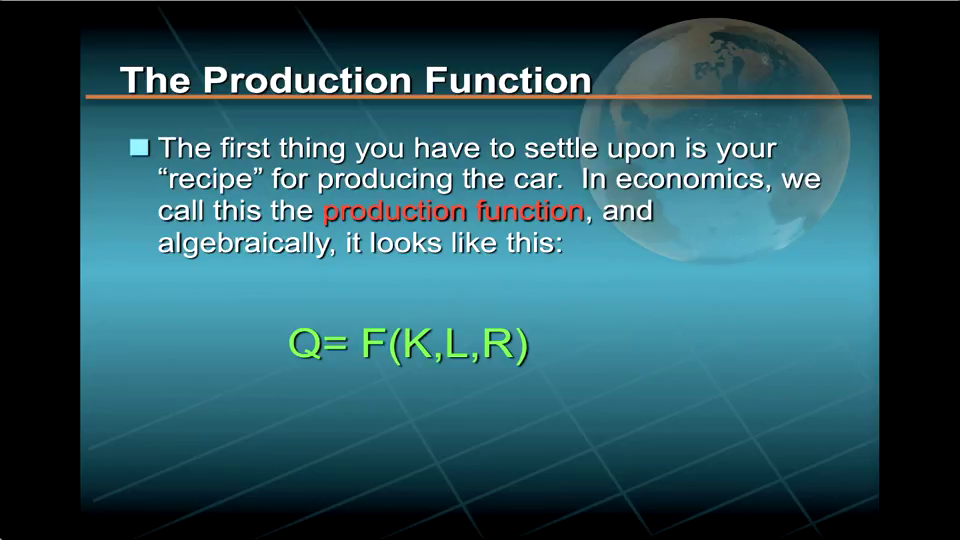 The Production Function
The first thing you have to settle upon is your
“recipe” for producing the car.  In economics, we
call this the production function, and
algebraically, it looks like this:
Q= F(K,L,R)